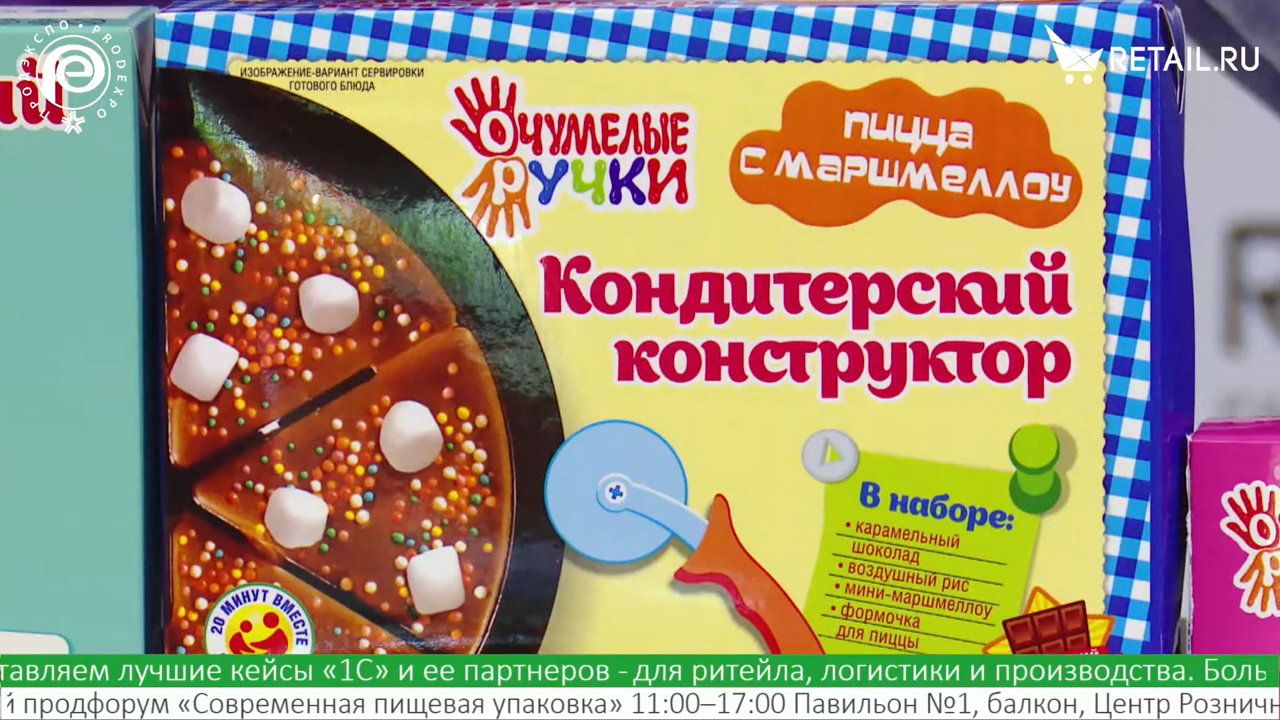 ПРОДЭКСПО • PRODEXPO
RETAIL.RU
ИЗОБРАЖЕНИЕ-ВАРИАНТ СЕРВИРОВКИ
ГОТОВОГО БЛЮДА
ОЧУМЕЛЫЕ
РУЧКИ
ПИЦЦА
С МАРШМЕЛЛОУ
Кондитерский
конструктор
В наборе:
• карамельный
шоколад
• воздушный рис
• мини-маршмеллоу
• формочка
для пиццы
20 МИНУТ ВМЕСТЕ
тавляем лучшие кейсы «1С» и ее партнеров - для ритейла, логистики и производства. Боль
й продфорум «Современная пищевая упаковка» 11:00–17:00 Павильон №1, балкон, Центр Розничн